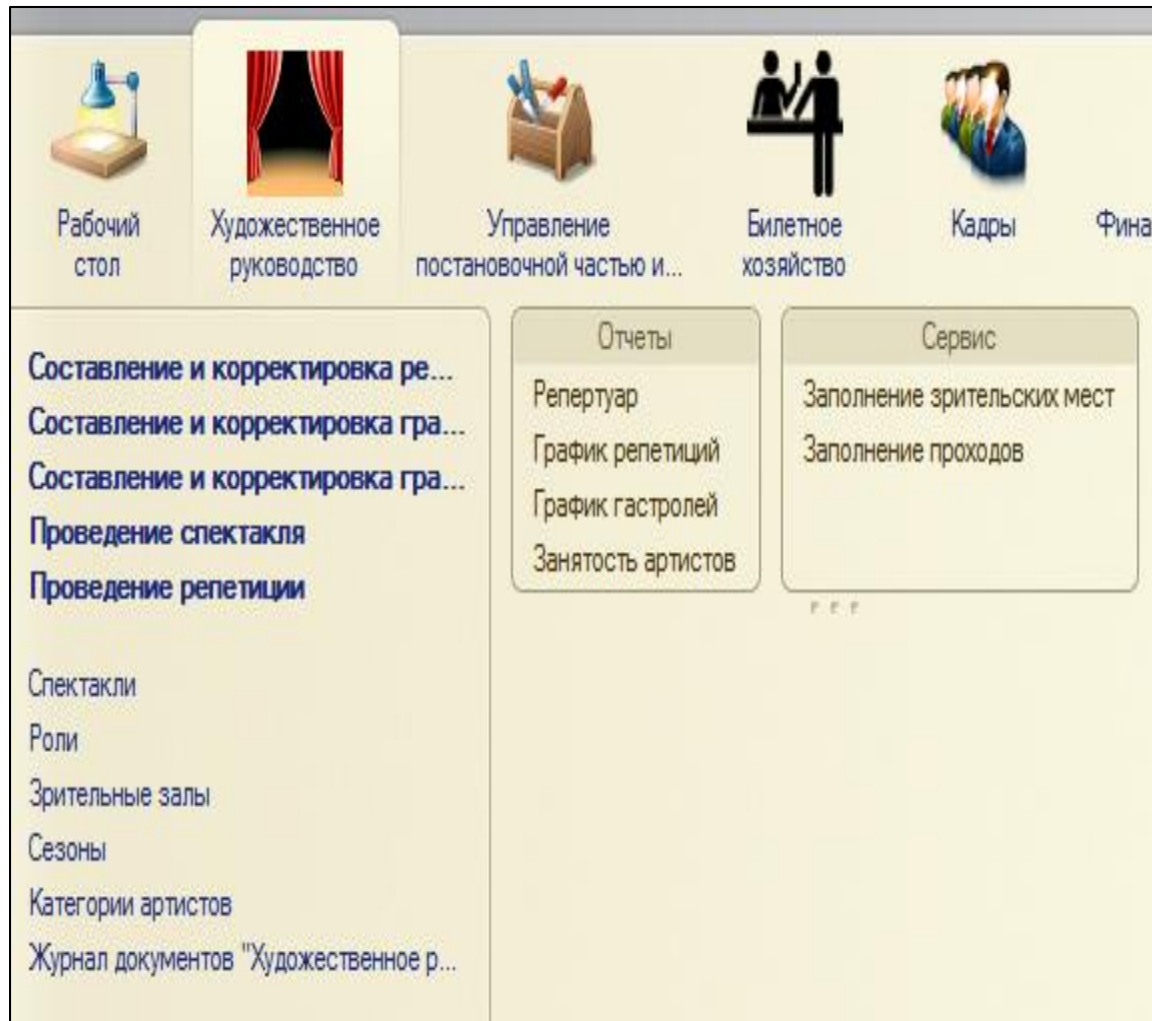 Рабочий
стол
Художественное
руководство
Управление
постановочной частью и...
Билетное
хозяйство
Кадры
Фина
Составление и корректировка ре...
Составление и корректировка гра...
Составление и корректировка гра...
Проведение спектакля
Проведение репетиции
Спектакли
Роли
Зрительные залы
Сезоны
Категории артистов
Журнал документов "Художественное р...
Отчеты
Репертуар
График репетиций
График гастролей
Занятость артистов
Сервис
Заполнение зрительских мест
Заполнение проходов